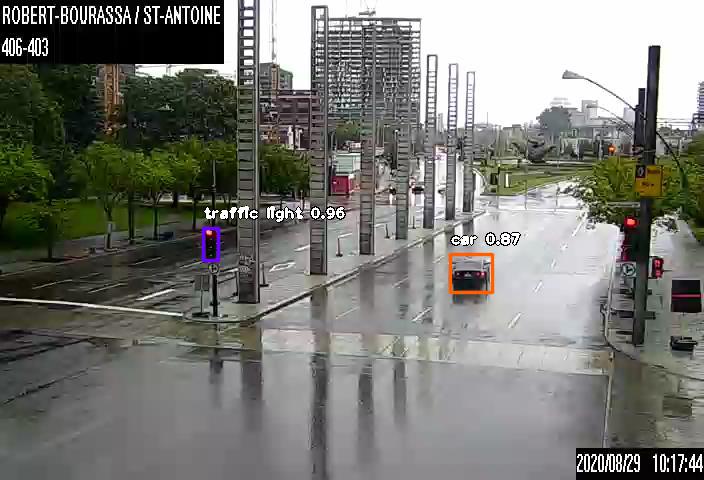 ROBERT-BOURASSA / ST-ANTOINE
406-403
traffic light 0.96
car 0.87
2020/08/29 10:17:44